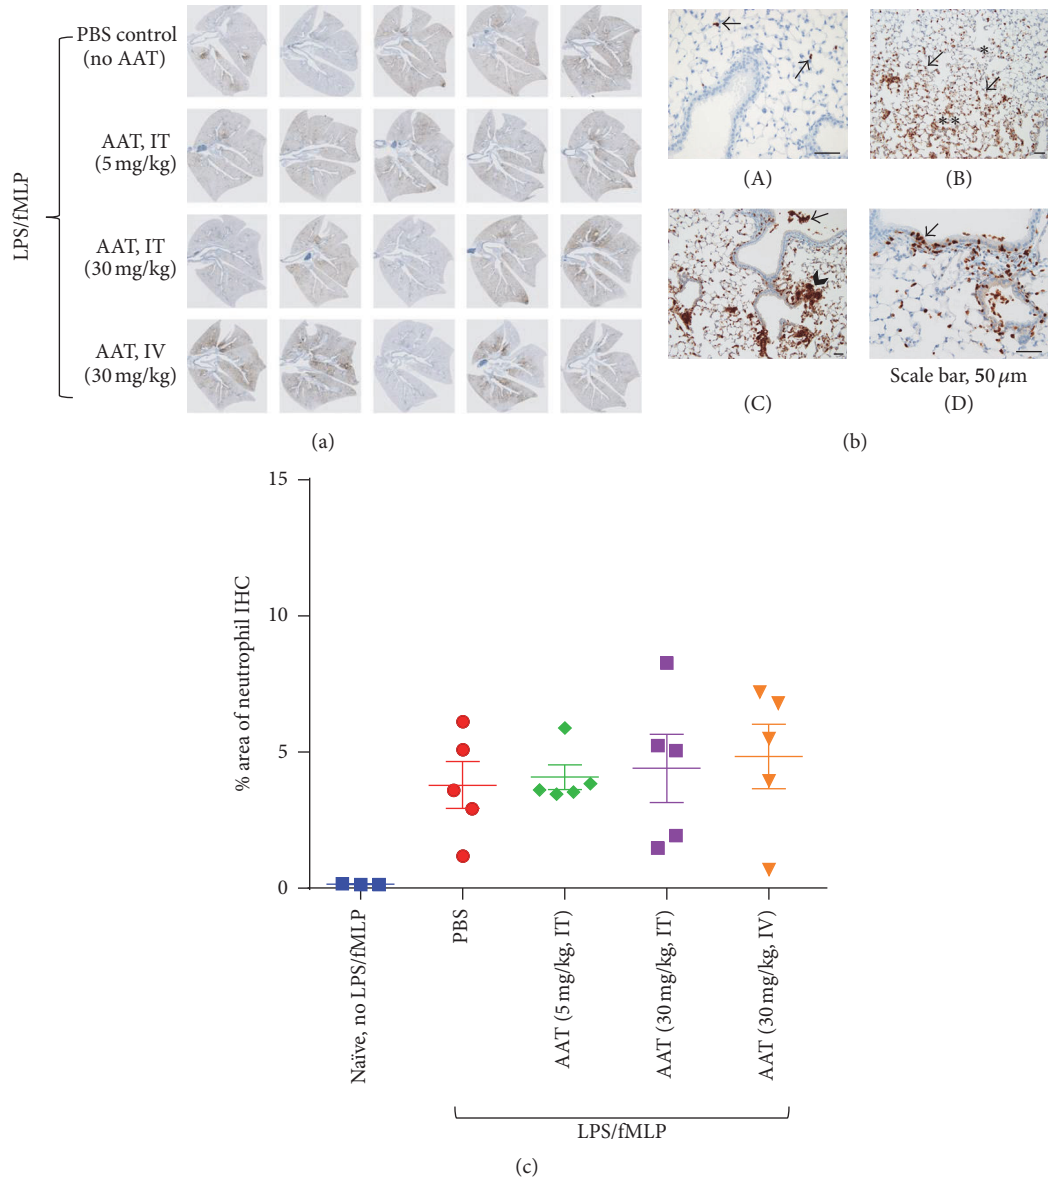 LPS/fMLP
PBS control
(no AAT)
AAT, IT
(5 mg/kg)
AAT, IT
(30 mg/kg)
AAT, IV
(30 mg/kg)
(a)
*
**
(A)
(B)
Scale bar, 50 μm
(C)
(D)
(b)
% area of neutrophil IHC
15
10
5
0
Naïve, no LPS/fMLP
PBS
AAT (5 mg/kg, IT)
AAT (30 mg/kg, IT)
AAT (30 mg/kg, IV)
LPS/fMLP
(c)